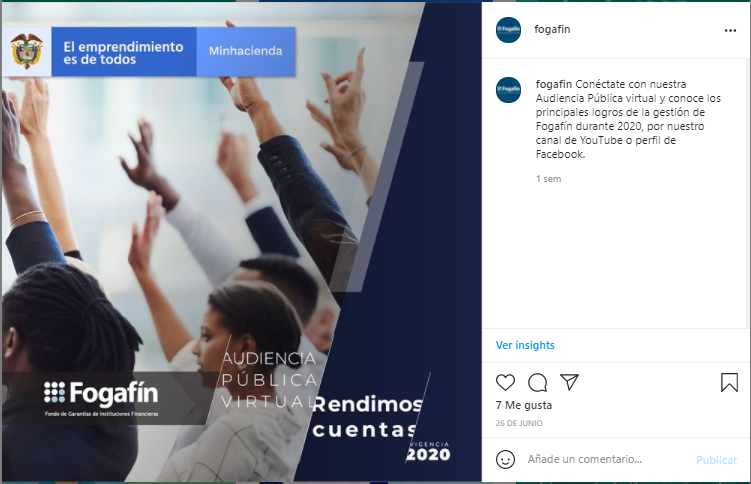 El emprendimiento
es de todos
Minhacienda
Fogafín
Fondo de Garantías de Instituciones Financieras
AUDIENCIA
PÚBLICA
VIRTUAL
Rendimos
cuentas
VIGENCIA
2020
fogafin
fogafin Conéctate con nuestra
Audiencia Pública virtual y conoce los
principales logros de la gestión de
Fogafín durante 2020, por nuestro
canal de YouTube o perfil de
Facebook.
1 sem
Ver insights
7 Me gusta
26 DE JUNIO
Añade un comentario...
Publicar